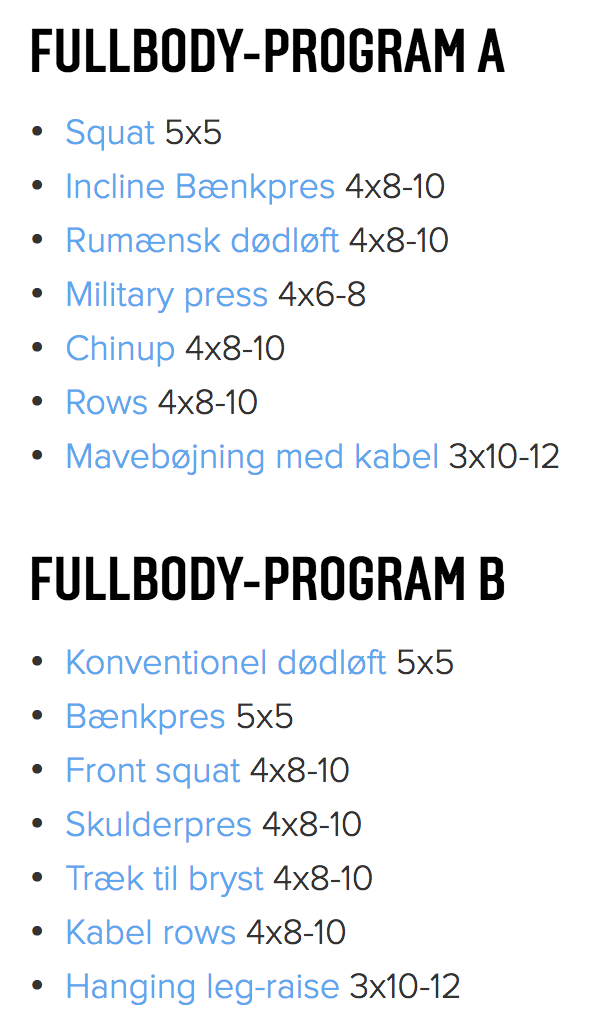 FULLBODY-PROGRAM A
• Squat 5x5
• Incline Bænkpres 4x8-10
• Rumænsk dødløft 4x8-10
• Military press 4x6-8
• Chinup 4x8-10
• Rows 4x8-10
• Mavebøjning med kabel 3x10-12
FULLBODY-PROGRAM B
• Konventionel dødløft 5x5
• Bænkpres 5x5
• Front squat 4x8-10
• Skulderpres 4x8-10
• Træk til bryst 4x8-10
• Kabel rows 4x8-10
• Hanging leg-raise 3x10-12